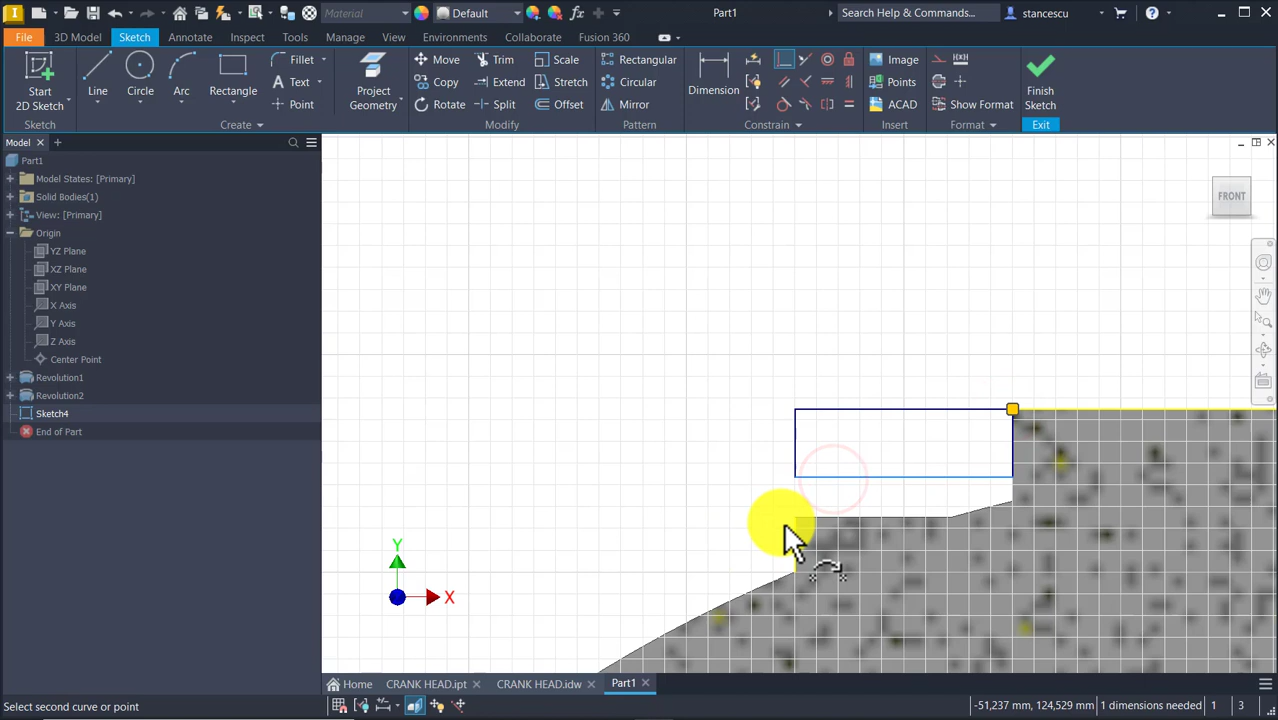 Material Default Part1 Search Help & Commands... stancescu
File 3D Model Sketch Annotate Inspect Tools Manage View Environments Collaborate Fusion 360
Start 2D Sketch Line Circle Arc Rectangle Fillet Text Point Project Geometry Move Copy Rotate Trim Extend Split Scale Stretch Offset Rectangular Circular Mirror Dimension Image Points ACAD Show Format Finish Sketch
Sketch Create Modify Pattern Constrain Insert Format Exit
Model
Part1
Model States: [Primary]
Solid Bodies(1)
View: [Primary]
Origin
YZ Plane
XZ Plane
XY Plane
X Axis
Y Axis
Z Axis
Center Point
Revolution1
Revolution2
Sketch4
End of Part
FRONT
Y
X
Home CRANK HEAD.ipt CRANK HEAD.idw Part1
Select second curve or point -51,237 mm, 124,529 mm 1 dimensions needed 1 3